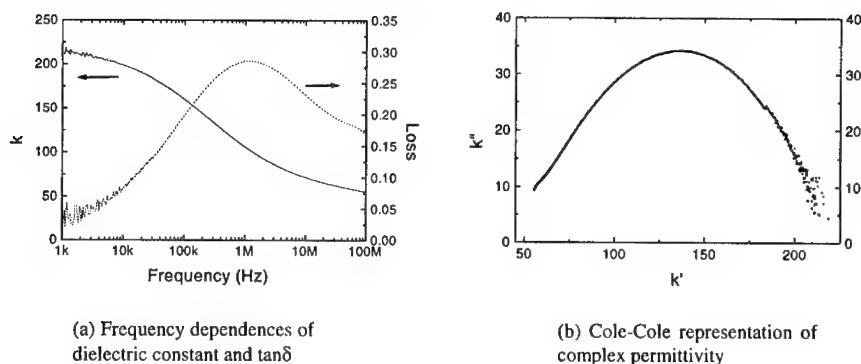 250
200
150
100
50
0
k
0.35
0.30
0.25
0.20
0.15
0.10
0.05
0.00
Loss
1k
10k
100k
1M
10M
100M
Frequency (Hz)
(a) Frequency dependences of
dielectric constant and tanδ
40
30
20
10
0
k"
40
30
20
10
0
50
100
150
200
k'
(b) Cole-Cole representation of
complex permittivity